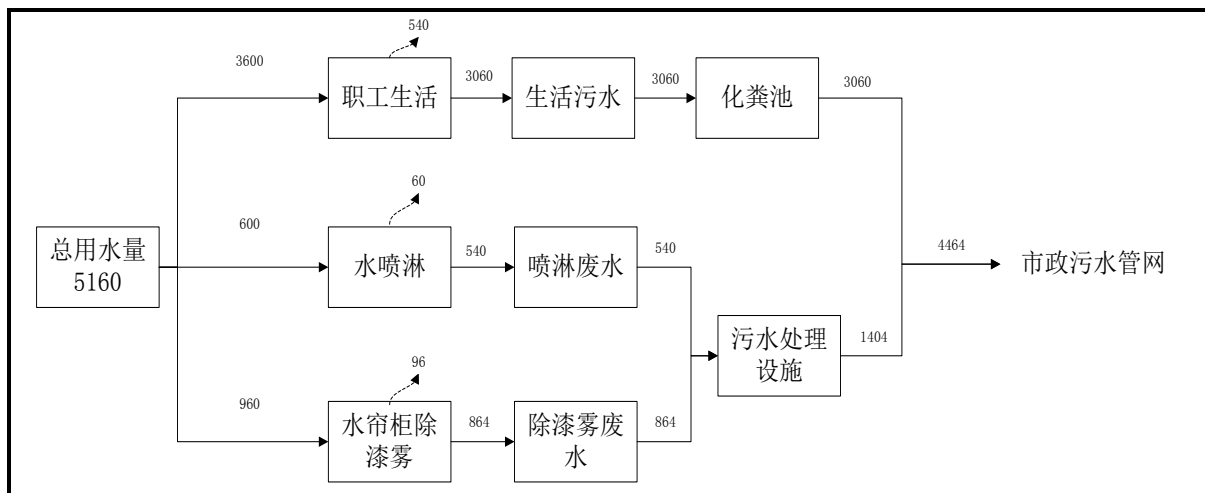 540
3600
职工生活
3060
生活污水
3060
化粪池
3060
60
600
总用水量
5160
水喷淋
540
喷淋废水
540
4464
市政污水管网
污水处理
设施
1404
96
960
水帘柜除
漆雾
864
除漆雾废
水
864